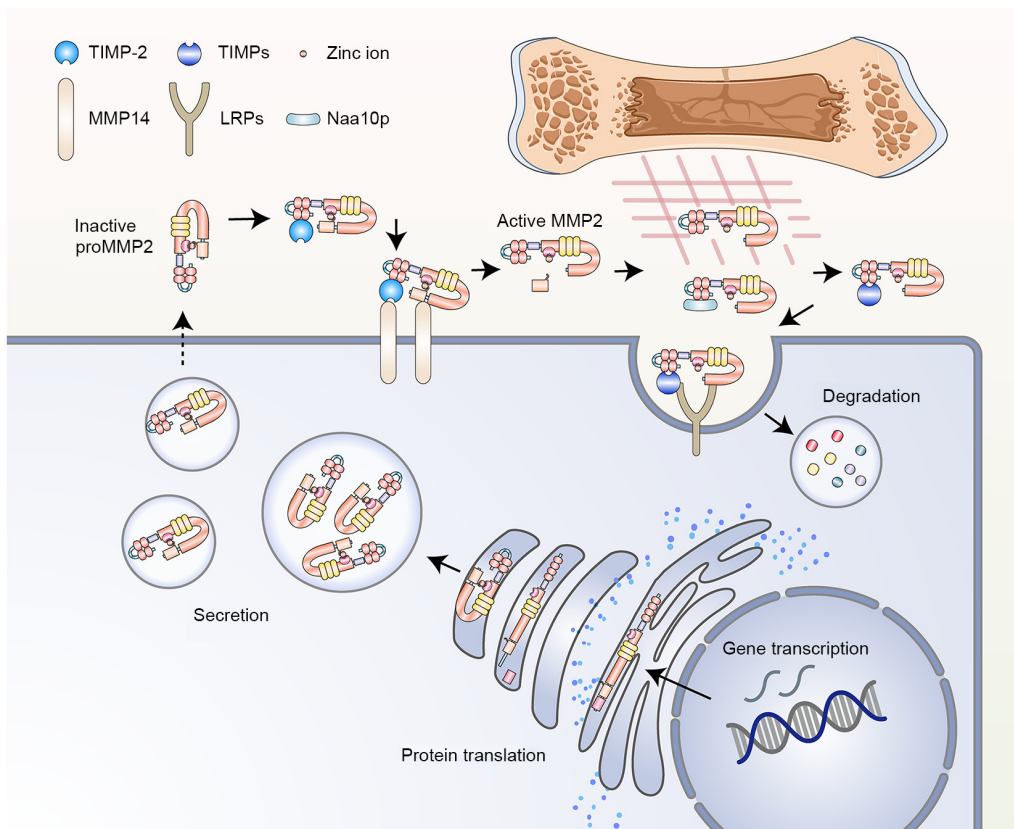 TIMP-2
TIMPs
Zinc ion
MMP14
LRPs
Naa10p
Inactive
proMMP2
Active MMP2
Degradation
Secretion
Gene transcription
Protein translation